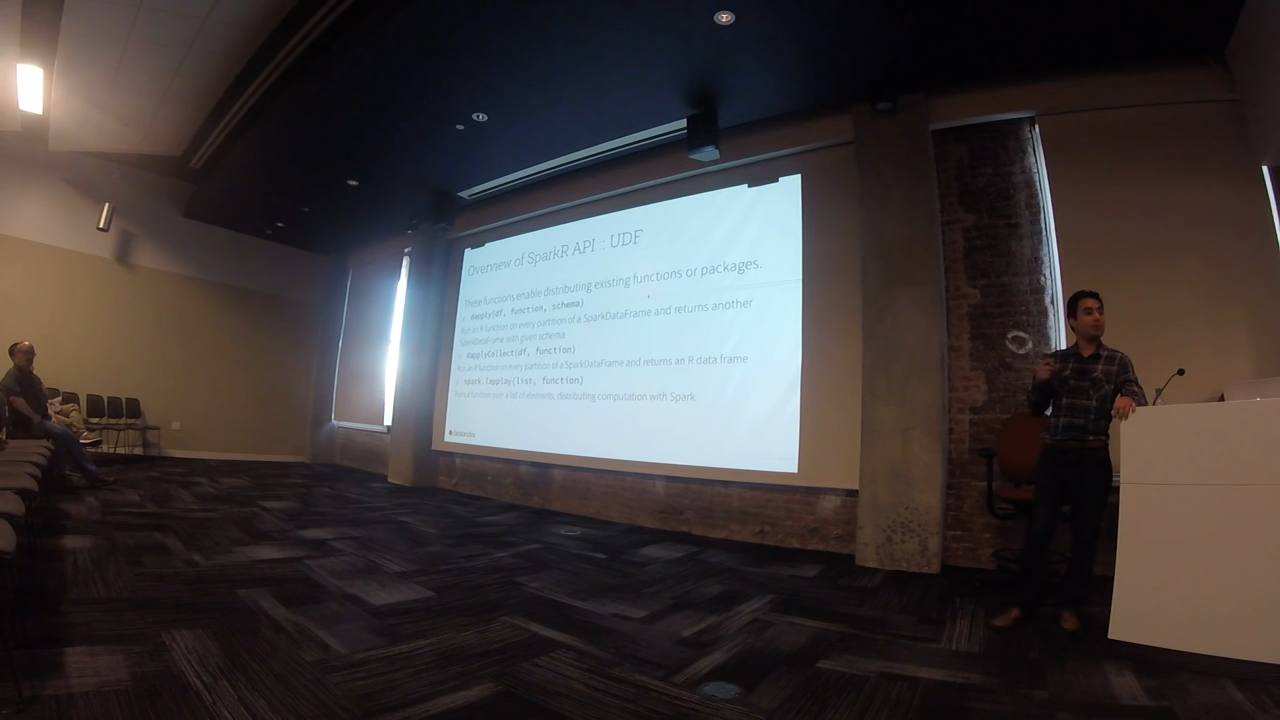 Overview of SparkR API :: UDF
These functions enable distributing existing functions or packages.
dapply(df, function, schema)
Run an R function on every partition of a SparkDataFrame and returns another
SparkDataFrame with given schema
dapplyCollect(df, function)
Run an R function on every partition of a SparkDataFrame and returns an R data.frame
spark.lapplay(list, function)
Runs a function over a list of elements, distributing computation with Spark
databricks